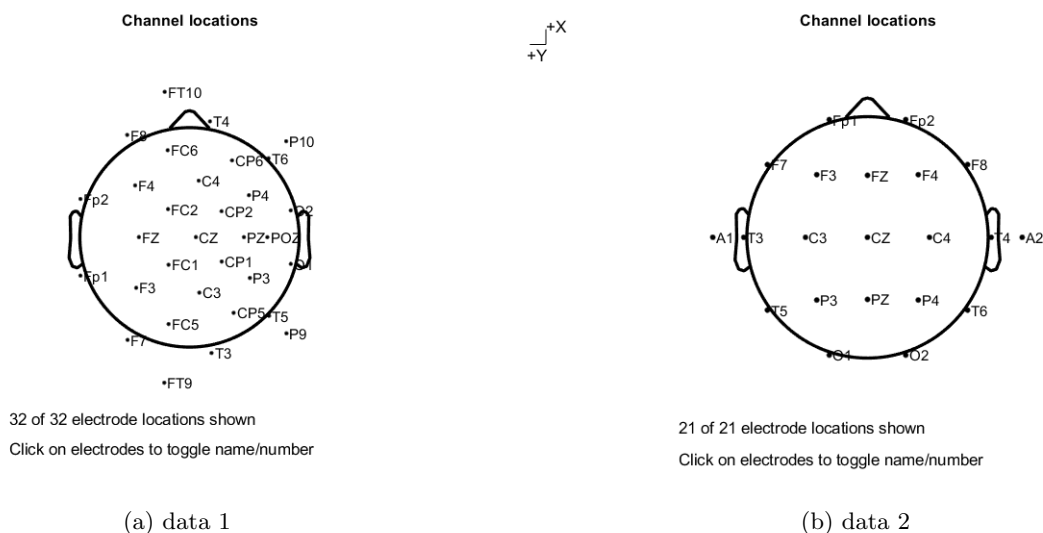 Channel locations
+X
+Y
FT10
T4
F8
P10
FC6
CP6
T6
F4
C4
P4
Fp2
FC2
CP2
O2
FZ
CZ
PZ
POZ
Fp1
FC1
CP1
O1
F3
C3
P3
FC5
CP5
T5
F7
T3
P9
FT9
32 of 32 electrode locations shown
Click on electrodes to toggle name/number
(a) data 1
Channel locations
Fp1
Fp2
F7
F8
F3
FZ
F4
A1
T3
C3
CZ
C4
T4
A2
P3
PZ
P4
T5
T6
O1
O2
21 of 21 electrode locations shown
Click on electrodes to toggle name/number
(b) data 2